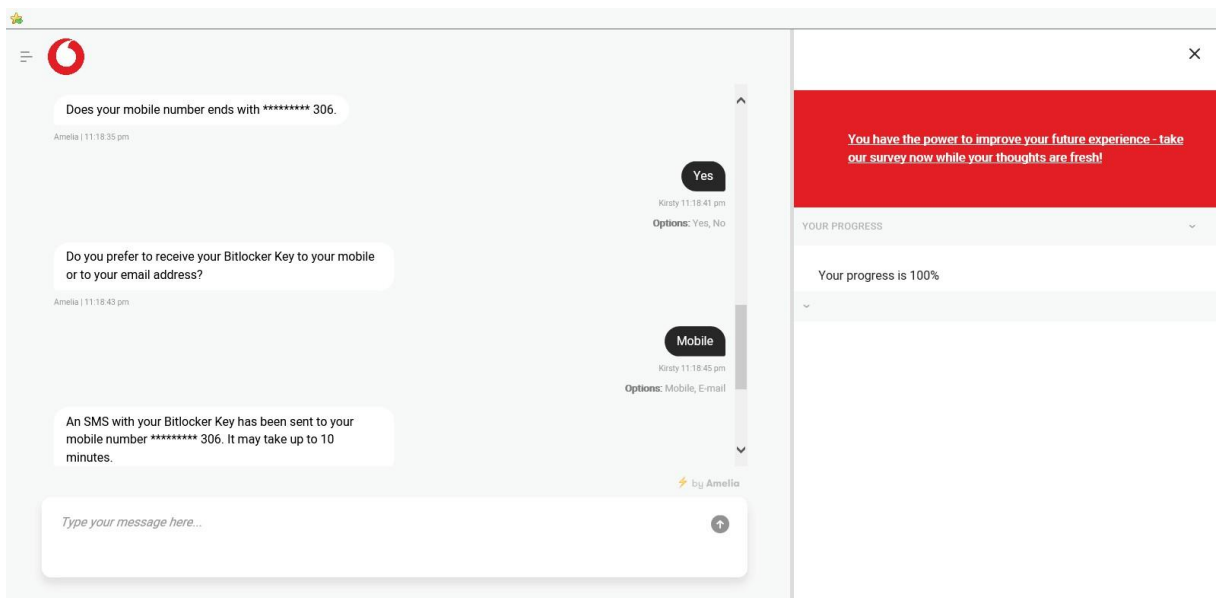 Does your mobile number ends with ********* 306.
Amelia | 11:18:35 pm
Yes
Kirsty 11:18:41 pm
Options: Yes, No
Do you prefer to receive your Bitlocker Key to your mobile
or to your email address?
Amelia | 11:18:43 pm
Mobile
Kirsty 11:18:45 pm
Options: Mobile, E-mail
An SMS with your Bitlocker Key has been sent to your
mobile number ********* 306. It may take up to 10
minutes.
by Amelia
Type your message here...
You have the power to improve your future experience - take
our survey now while your thoughts are fresh!
YOUR PROGRESS
Your progress is 100%